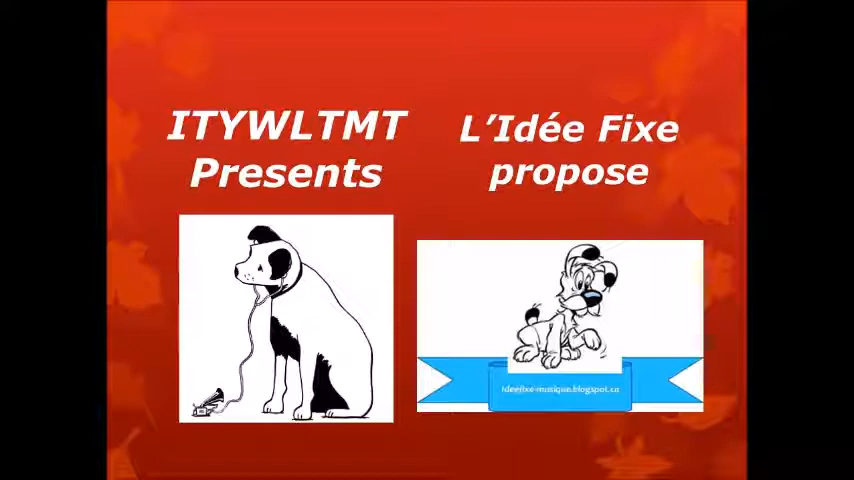 ITYWLTMT
Presents
L’Idée Fixe
propose
ideefixe-musique.blogspot.ca